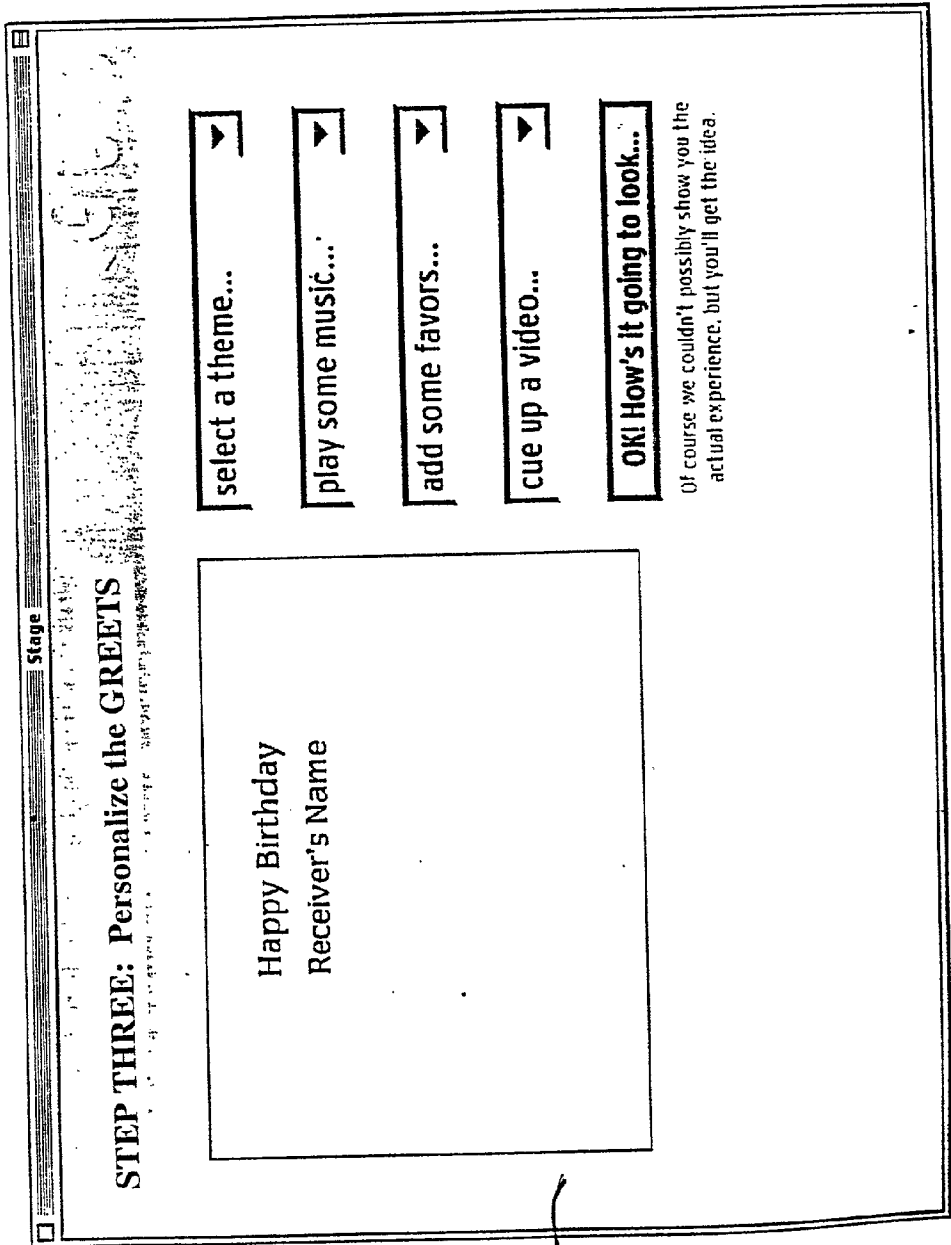 Stage
STEP THREE: Personalize the GREETS
Happy Birthday
Receiver's Name
select a theme...
play some music...
add some favors...
cue up a video...
OK! How's it going to look...
Of course we couldn't possibly show you the
actual experience, but you'll get the idea.